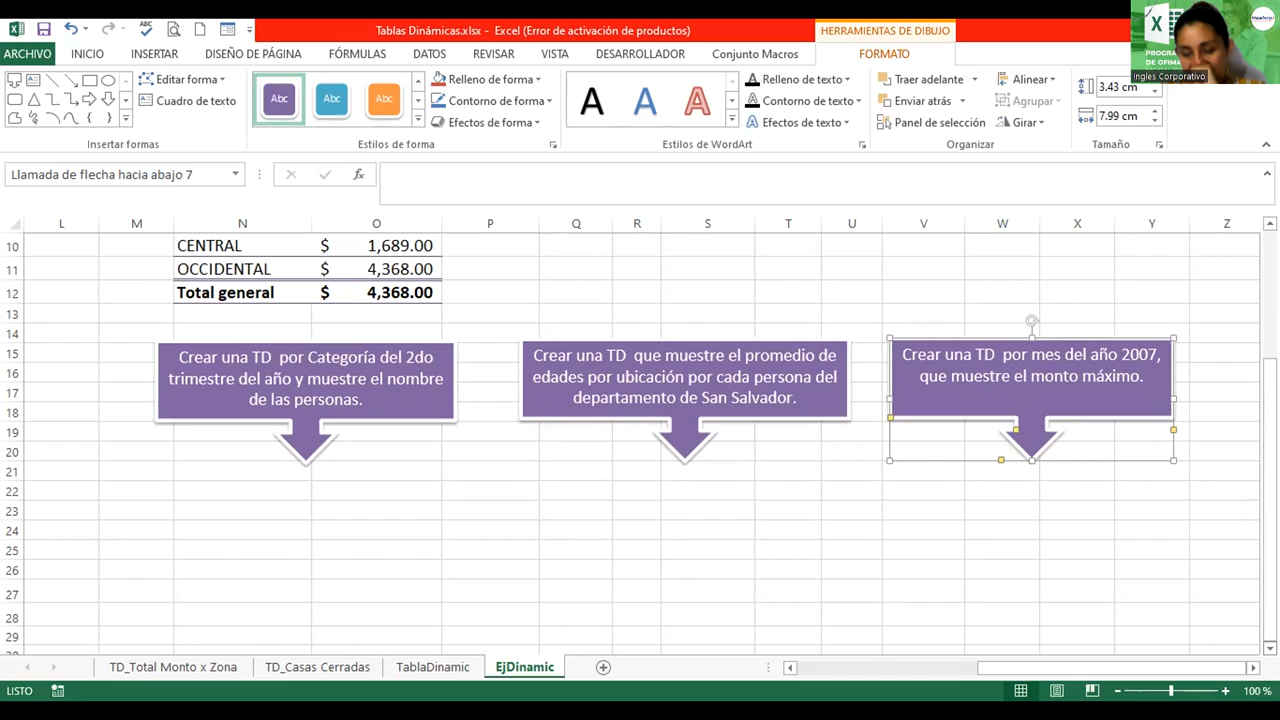 Tablas Dinámicas.xlsx - Excel (Error de activación de productos)
HERRAMIENTAS DE DIBUJO
ARCHIVO INICIO INSERTAR DISEÑO DE PÁGINA FÓRMULAS DATOS REVISAR VISTA DESARROLLADOR Conjunto Macros FORMATO
Ingles Corporativo
Editar forma
Cuadro de texto
Insertar formas
Abc Abc Abc
Relleno de forma
Contorno de forma
Efectos de forma
Estilos de forma
A A A
Relleno de texto
Contorno de texto
Efectos de texto
Estilos de WordArt
Traer adelante
Enviar atrás
Panel de selección
Alinear
Agrupar
Girar
Organizar
3.43 cm
7.99 cm
Tamaño
Llamada de flecha hacia abajo 7
fx
L M N O P Q R S T U V W X Y Z
10 CENTRAL $ 1,689.00
11 OCCIDENTAL $ 4,368.00
12 Total general $ 4,368.00
13
14
15
16
17
18
19
20
21
22
23
24
25
26
27
28
29
Crear una TD por Categoría del 2do
trimestre del año y muestre el nombre
de las personas.
Crear una TD que muestre el promedio de
edades por ubicación por cada persona del
departamento de San Salvador.
Crear una TD por mes del año 2007,
que muestre el monto máximo.
TD_Total Monto x Zona TD_Casas Cerradas TablaDinamic EjDinamic
LISTO
100 %